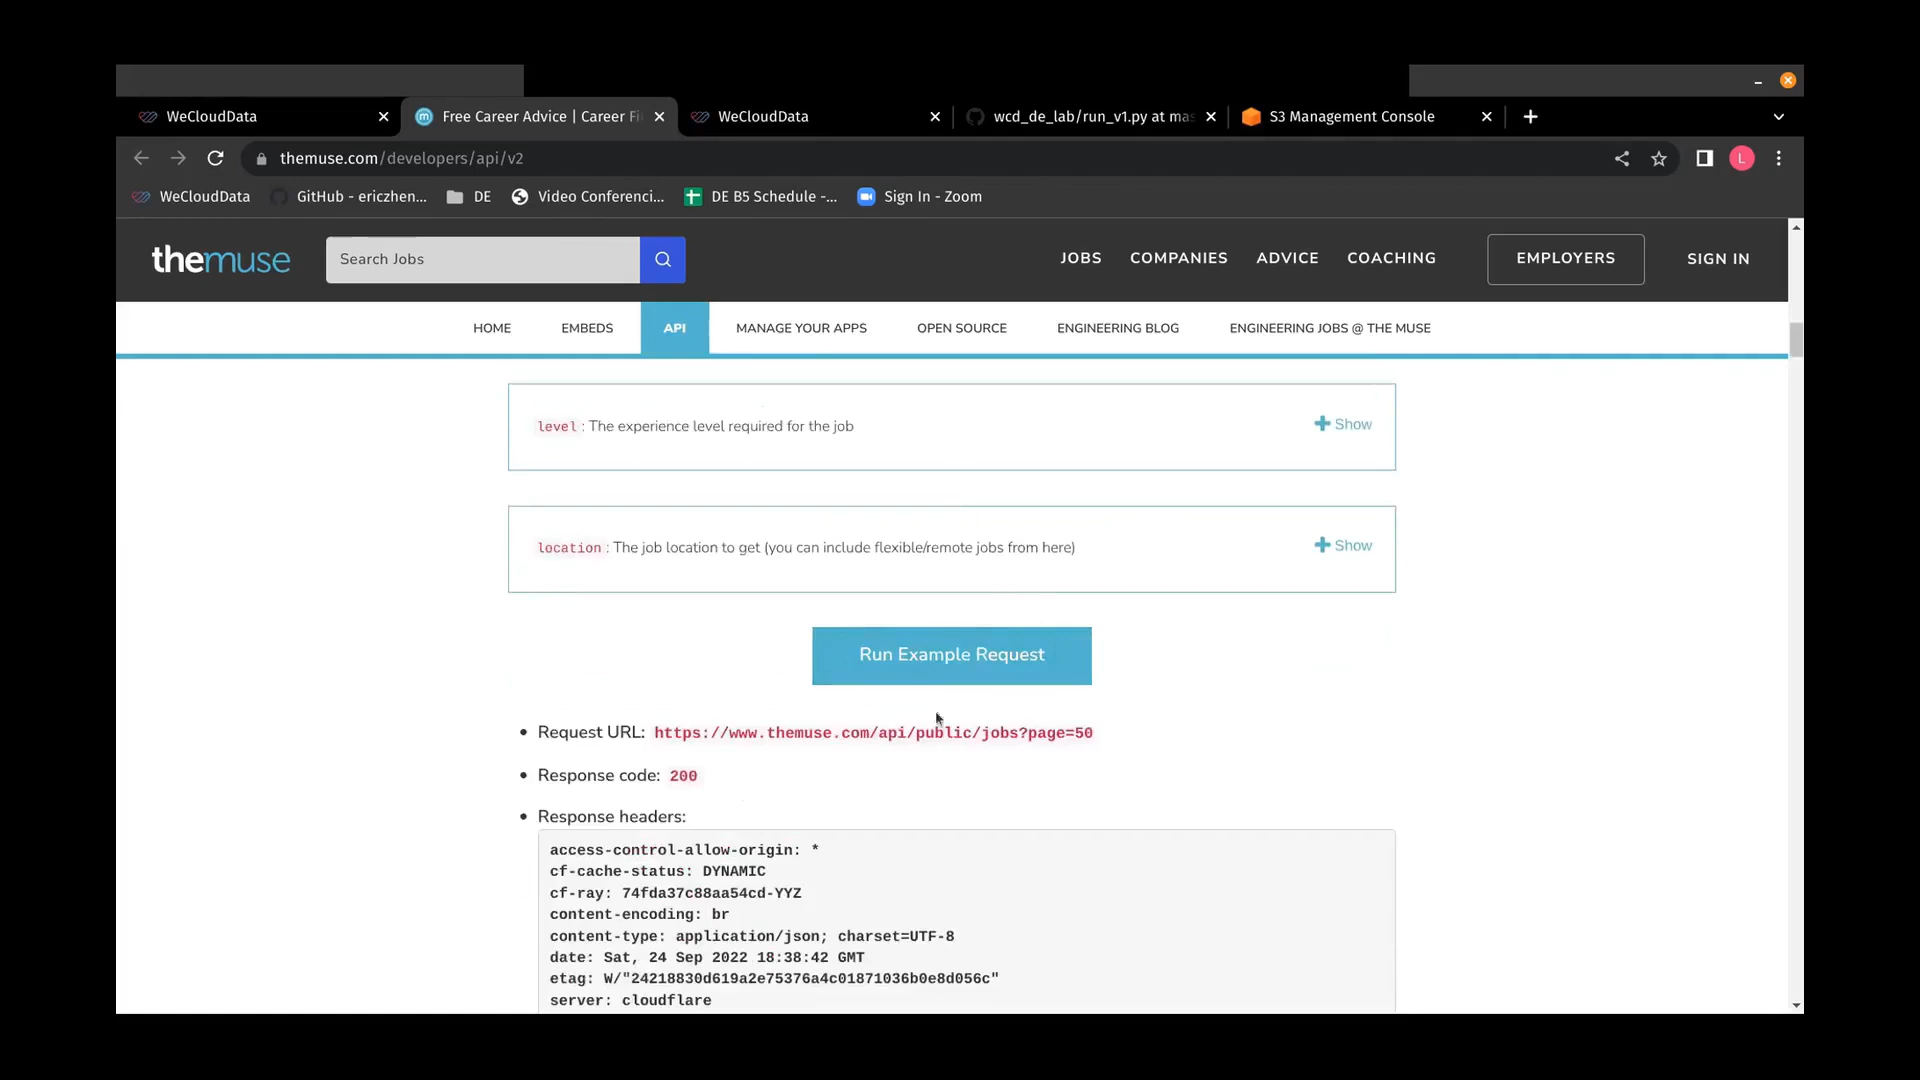 WeCloudData
Free Career Advice | Career Fi
WeCloudData
wcd_de_lab/run_v1.py at mas
S3 Management Console
themuse.com/developers/api/v2
L
WeCloudData
GitHub - ericzhen...
DE
Video Conferenci...
DE B5 Schedule -...
Sign In - Zoom
themuse
Search Jobs
JOBS
COMPANIES
ADVICE
COACHING
EMPLOYERS
SIGN IN
HOME
EMBEDS
API
MANAGE YOUR APPS
OPEN SOURCE
ENGINEERING BLOG
ENGINEERING JOBS @ THE MUSE
level : The experience level required for the job
Show
location : The job location to get (you can include flexible/remote jobs from here)
Show
Run Example Request
• Request URL: https://www.themuse.com/api/public/jobs?page=50
• Response code: 200
• Response headers:
access-control-allow-origin: *
cf-cache-status: DYNAMIC
cf-ray: 74fda37c88aa54cd-YYZ
content-encoding: br
content-type: application/json; charset=UTF-8
date: Sat, 24 Sep 2022 18:38:42 GMT
etag: W/"24218830d619a2e75376a4c01871036b0e8d056c"
server: cloudflare